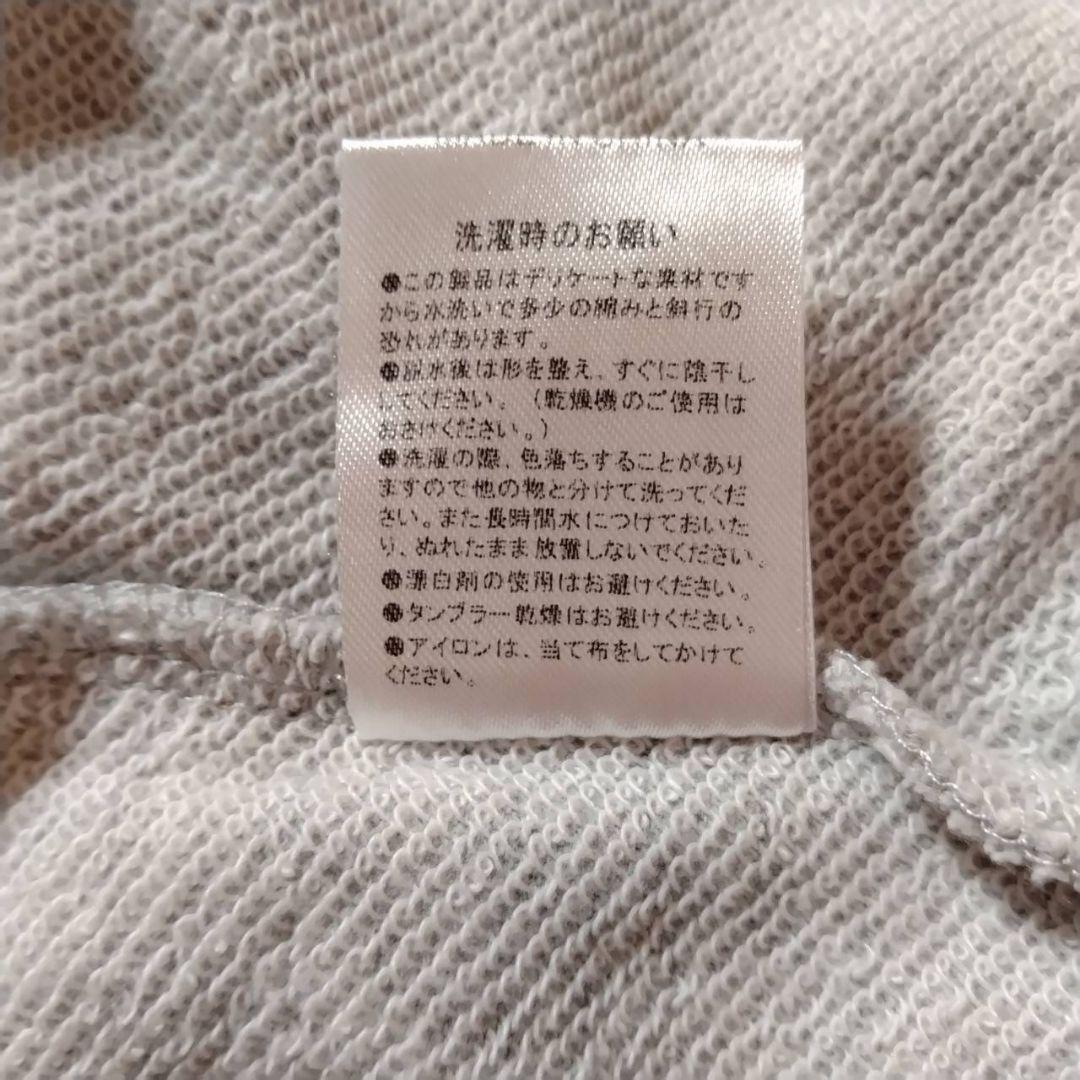 洗濯時のお願い
●この製品はデリケートな素材です
から水洗いで多少の縮みと斜行の
恐れがあります。
●脱水後は形を整え、すぐに陰干し
してください。(乾燥機のご使用は
おさけください。)
●洗濯の際、色落ちすることがあり
ますので他の物と分けて洗ってくだ
さい。また長時間水につけておいた
り、ぬれたまま放置しないでください。
●漂白剤の使用はお避けください。
●タンブラー乾燥はお避けください。
●アイロンは、当て布をしてかけて
ください。